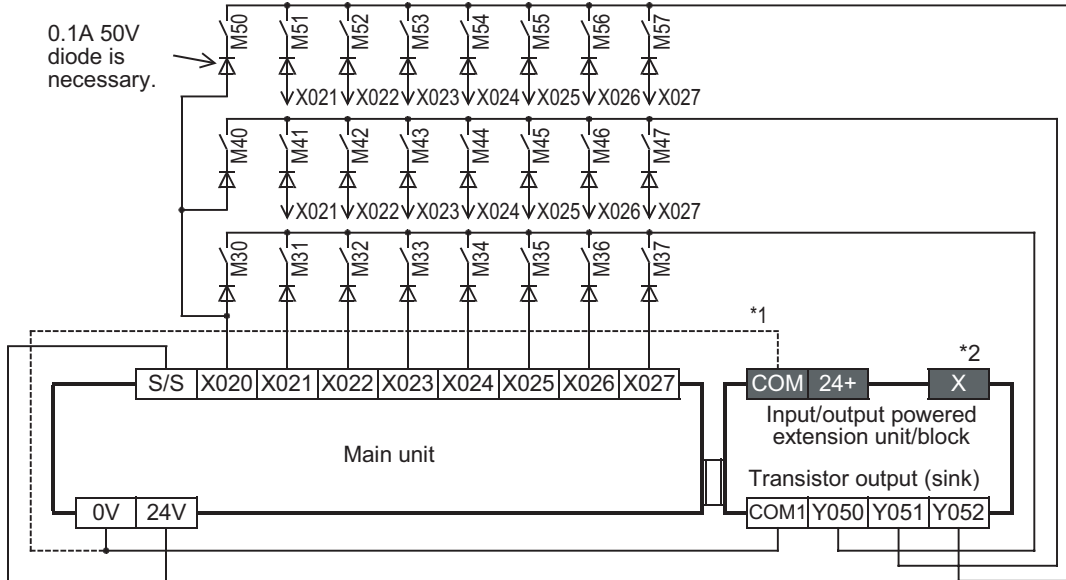 0.1A 50V
diode is
necessary.
M50 M51 M52 M53 M54 M55 M56 M57
X021 X022 X023 X024 X025 X026 X027
M40 M41 M42 M43 M44 M45 M46 M47
X021 X022 X023 X024 X025 X026 X027
M30 M31 M32 M33 M34 M35 M36 M37
*1
*2
S/S X020 X021 X022 X023 X024 X025 X026 X027
COM 24+ X
Input/output powered
extension unit/block
Main unit
Transistor output (sink)
0V 24V
COM1 Y050 Y051 Y052